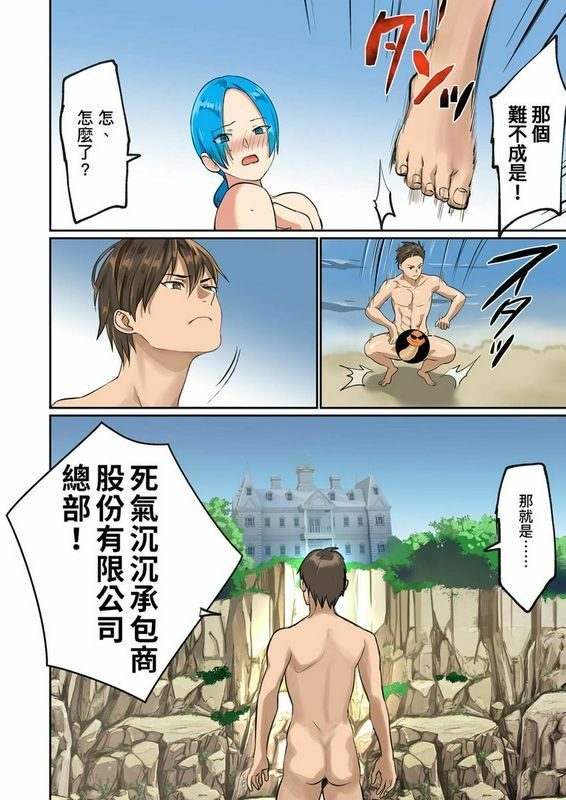 那個
難不成是！
ダンッ
怎、
怎麼了？
スタッ
那就是……
死氣沉沉承包商
股份有限公司
總部！